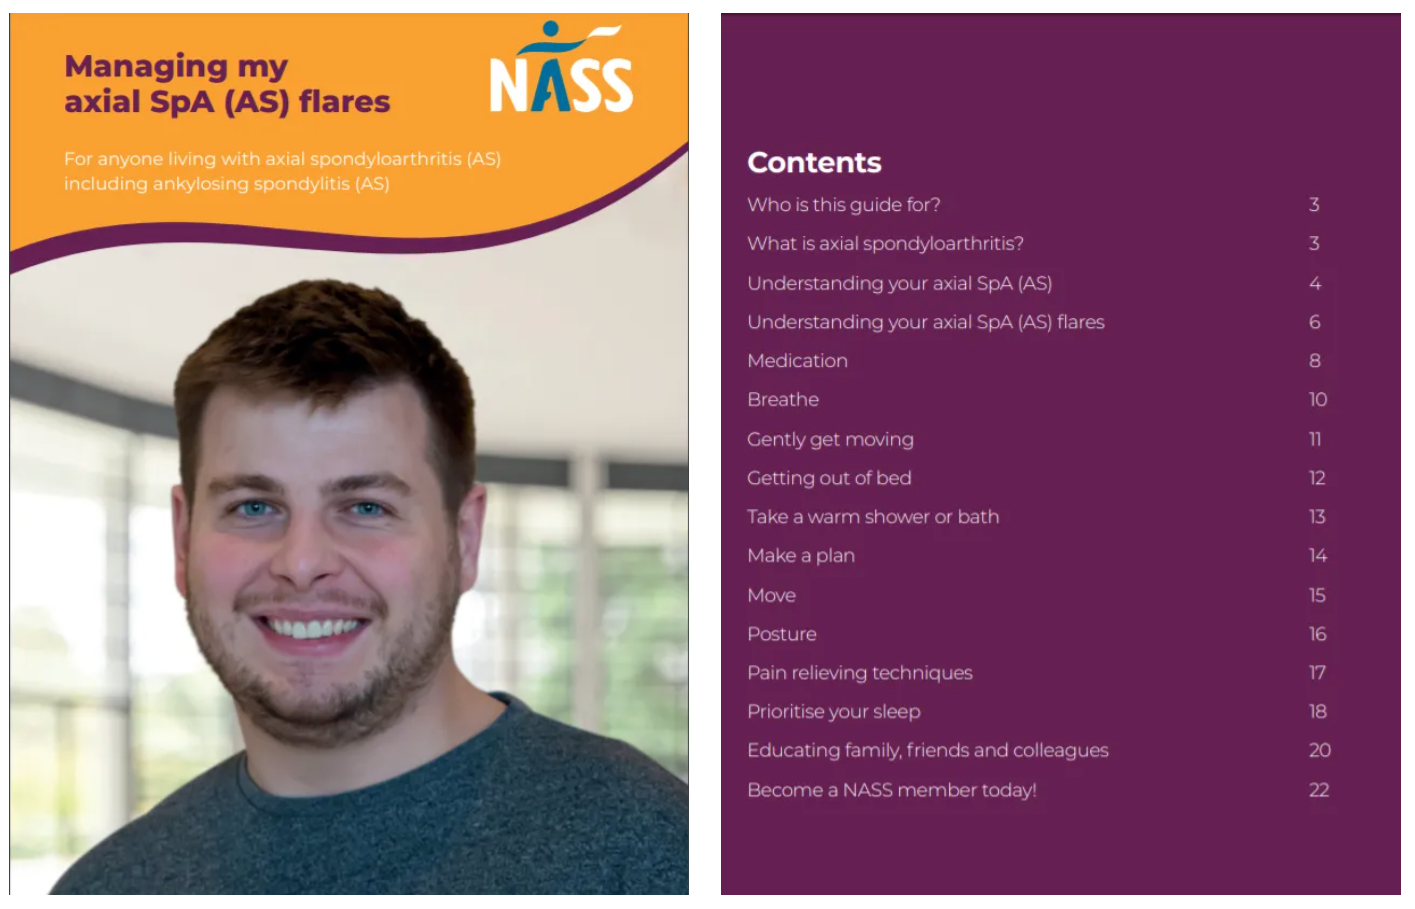 Managing my
axial SpA (AS) flares
NASS
For anyone living with axial spondyloarthritis (AS)
including ankylosing spondylitis (AS)
Contents
Who is this guide for? 3
What is axial spondyloarthritis? 3
Understanding your axial SpA (AS) 4
Understanding your axial SpA (AS) flares 6
Medication 8
Breathe 10
Gently get moving 11
Getting out of bed 12
Take a warm shower or bath 13
Make a plan 14
Move 15
Posture 16
Pain relieving techniques 17
Prioritise your sleep 18
Educating family, friends and colleagues 20
Become a NASS member today! 22